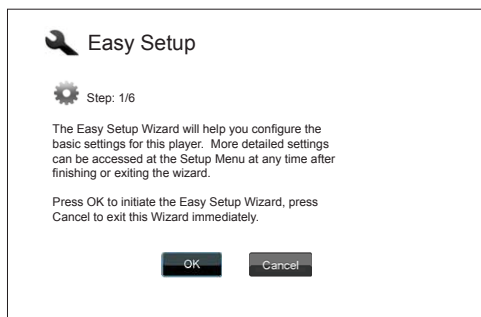 Easy Setup
Step: 1/6
The Easy Setup Wizard will help you configure the
basic settings for this player.  More detailed settings
can be accessed at the Setup Menu at any time after
finishing or exiting the wizard.
Press OK to initiate the Easy Setup Wizard, press
Cancel to exit this Wizard immediately.
OK
Cancel